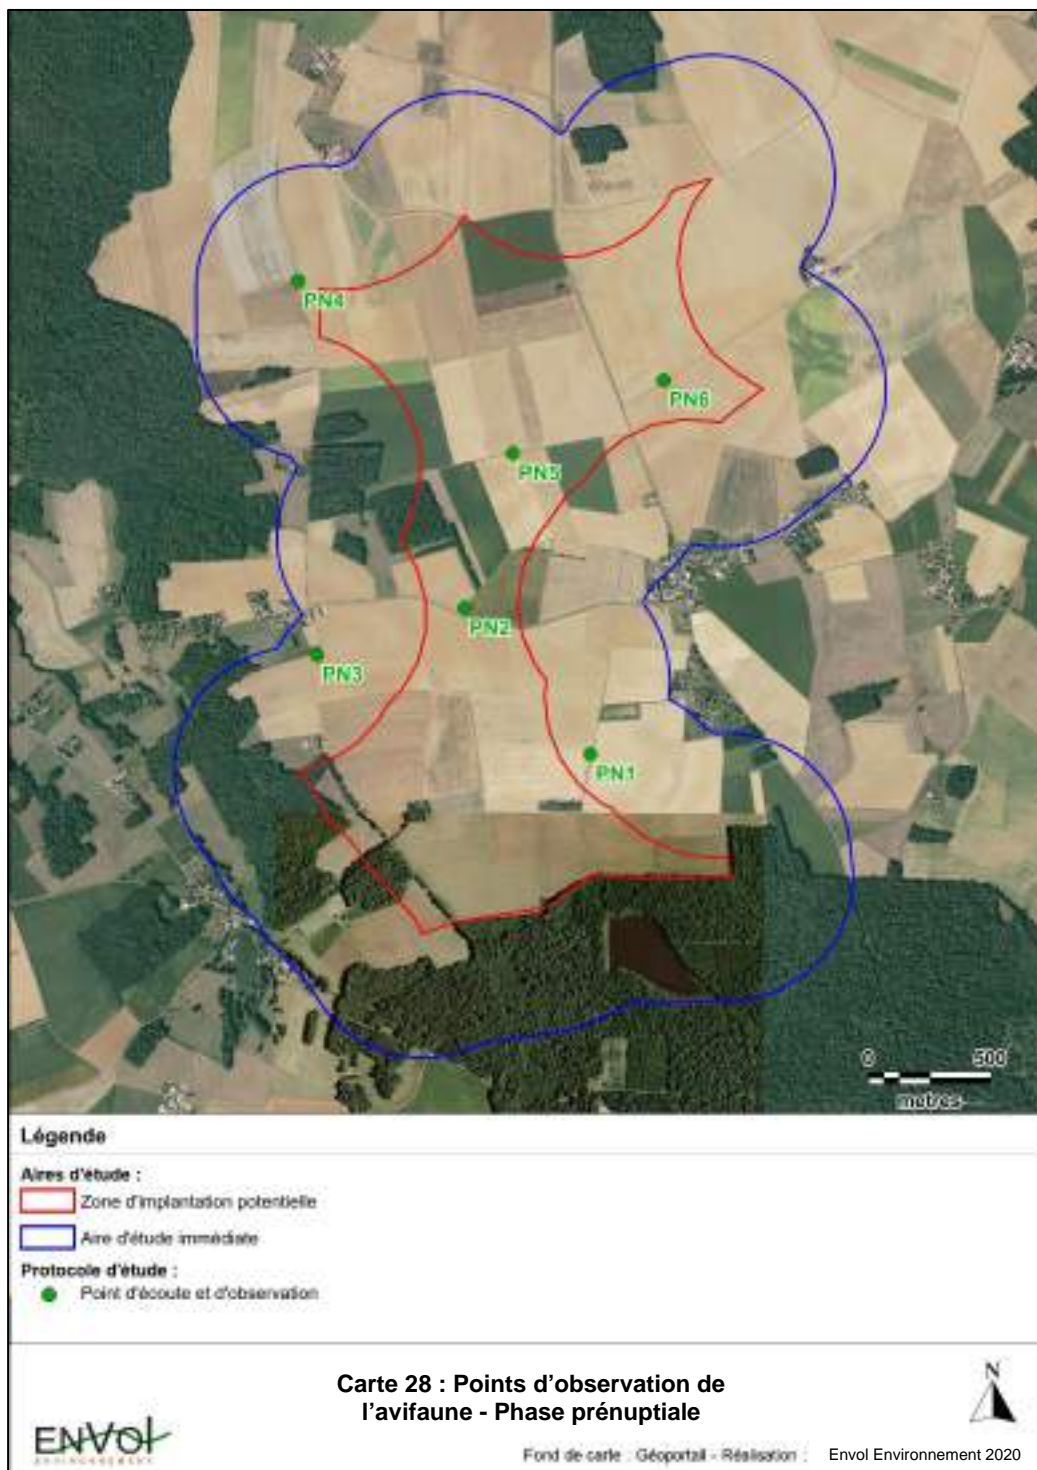 PN4
PN6
PN5
PN2
PN3
PN1
0 500
metres
Légende
Aires d'étude :
Zone d'implantation potentielle
Aire d'étude immédiate
Protocole d'étude :
Point d'écoute et d'observation
Carte 28 : Points d'observation de
l'avifaune - Phase prénuptiale
N
ENVOL
ENVIRONNEMENT
Fond de carte : Géoportail - Réalisation : Envol Environnement 2020